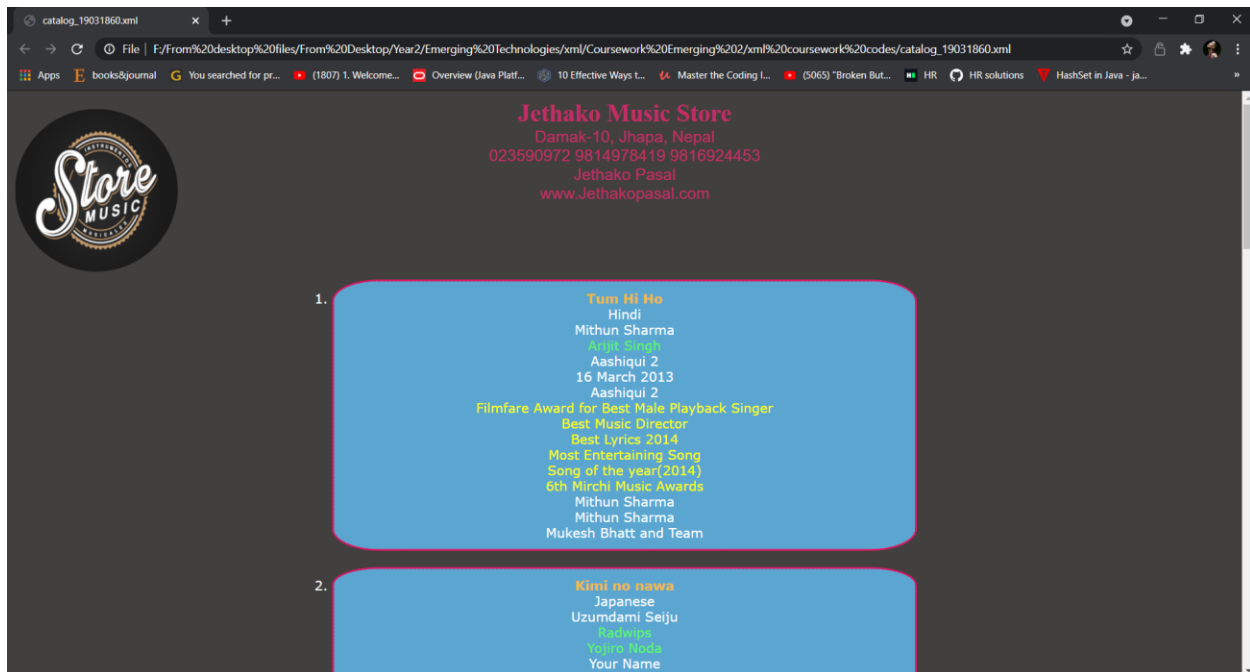 catalog_19031860.xml
File | F:/From%20desktop%20files/From%20Desktop/Year2/Emerging%20Technologies/xml/Coursework%20Emerging%202/xml%20coursework%20codes/catalog_19031860.xml
Apps books&journal You searched for pr... (1807) 1. Welcome... Overview (Java Platf... 10 Effective Ways t... Master the Coding I... (5065) "Broken But... HR HR solutions HashSet in Java - ja... »
INSTRUMENTOS
Store
MUSIC
MUSICALES
Jethako Music Store
Damak-10, Jhapa, Nepal
023590972 9814978419 9816924453
Jethako Pasal
www.Jethakopasal.com
1. Tum Hi Ho
Hindi
Mithun Sharma
Arijit Singh
Aashiqui 2
16 March 2013
Aashiqui 2
Filmfare Award for Best Male Playback Singer
Best Music Director
Best Lyrics 2014
Most Entertaining Song
Song of the year(2014)
6th Mirchi Music Awards
Mithun Sharma
Mithun Sharma
Mukesh Bhatt and Team
2. Kimi no nawa
Japanese
Uzumdami Seiju
Radwips
Yojiro Noda
Your Name